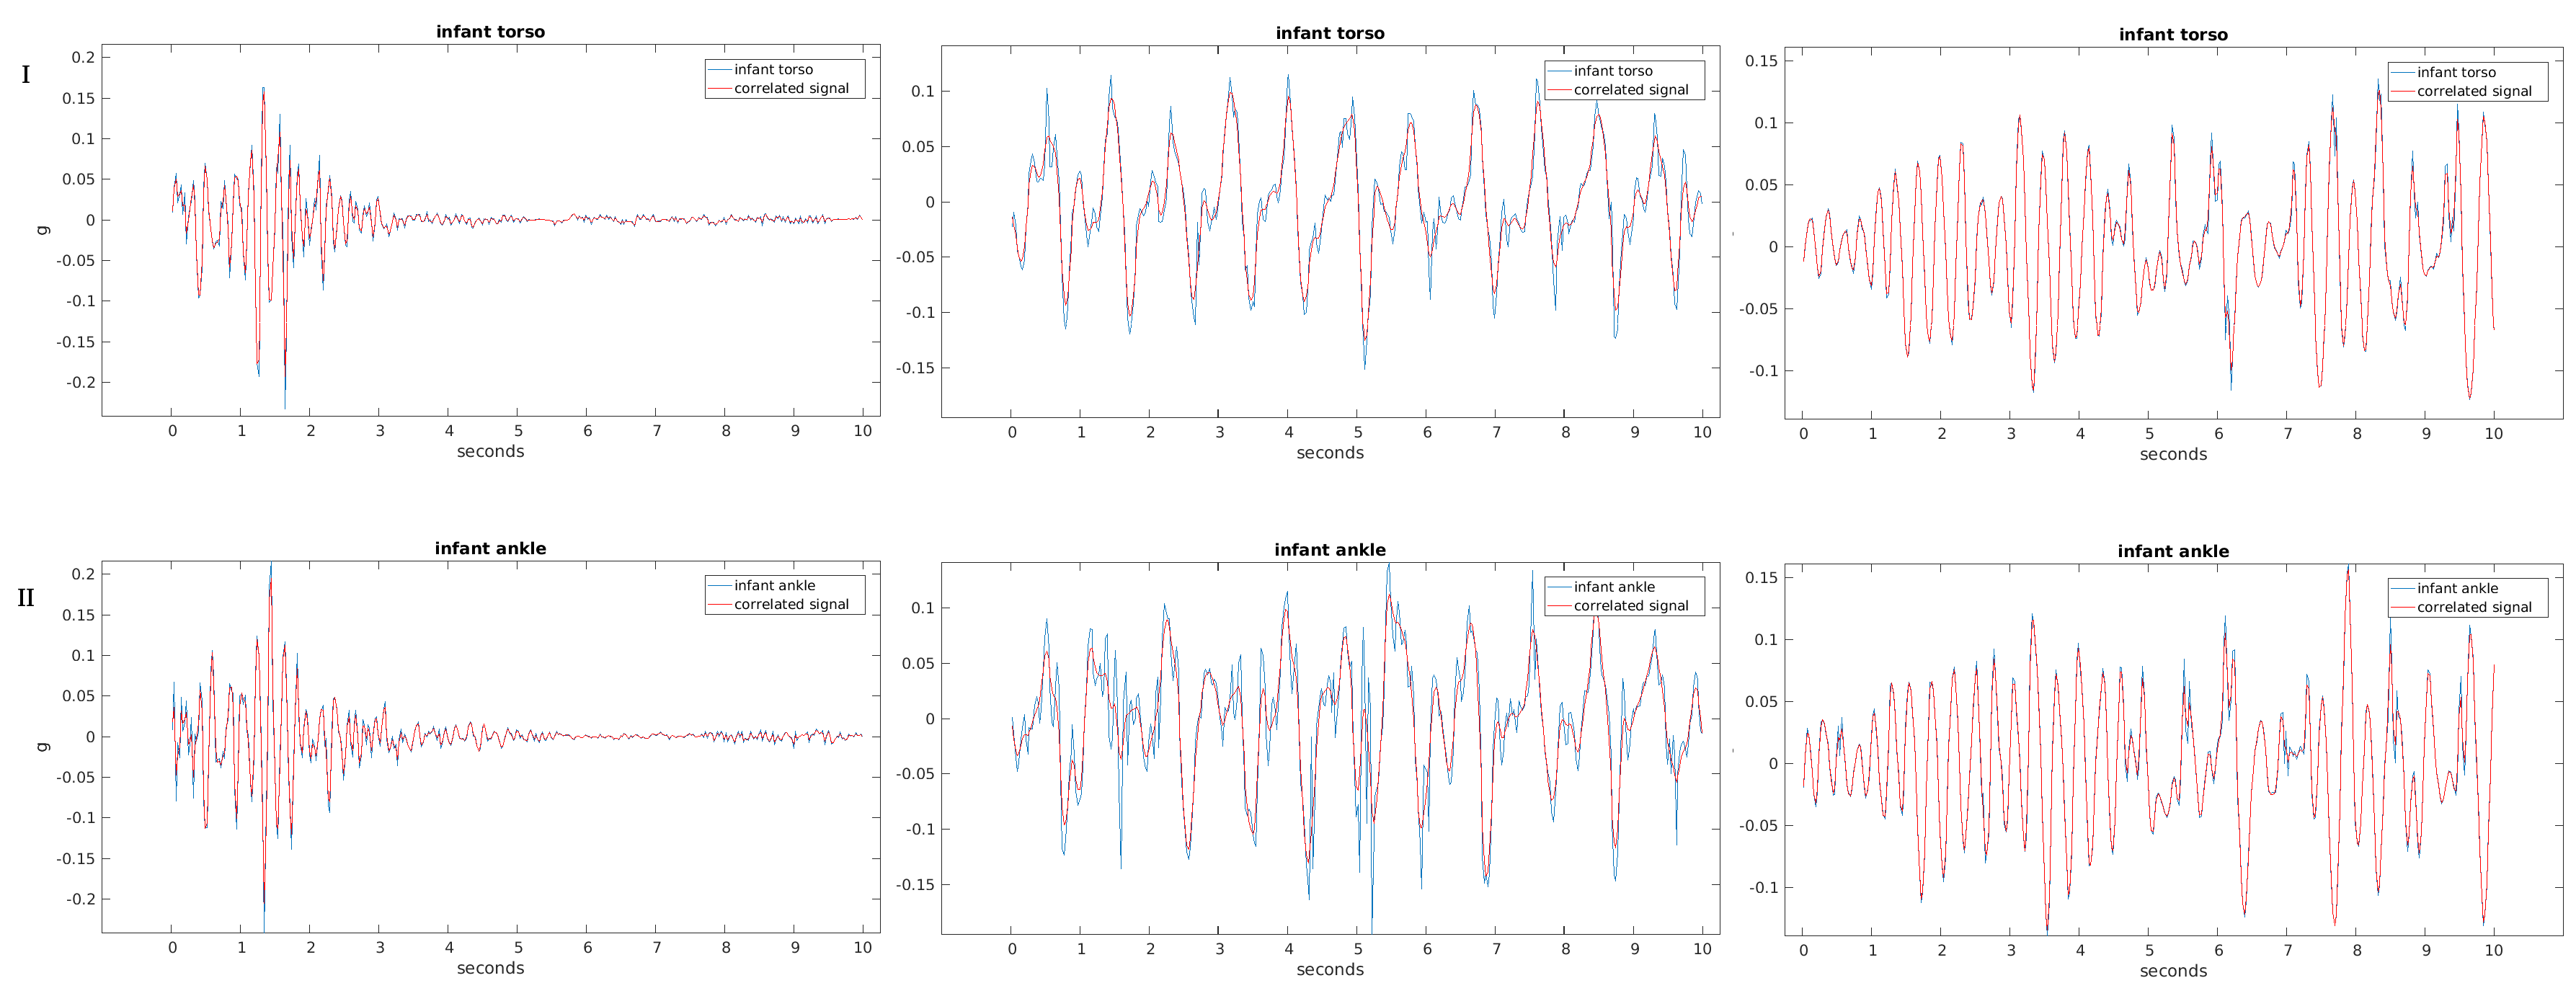 I
infant torso
0.2
0.15
0.1
0.05
0
-0.05
-0.1
-0.15
-0.2
g
infant torso
correlated signal
0 1 2 3 4 5 6 7 8 9 10
seconds
infant torso
0.1
0.05
0
-0.05
-0.1
-0.15
infant torso
correlated signal
0 1 2 3 4 5 6 7 8 9 10
seconds
infant torso
0.15
0.1
0.05
0
-0.05
-0.1
infant torso
correlated signal
0 1 2 3 4 5 6 7 8 9 10
seconds
II
infant ankle
0.2
0.15
0.1
0.05
0
-0.05
-0.1
-0.15
-0.2
g
infant ankle
correlated signal
0 1 2 3 4 5 6 7 8 9 10
seconds
infant ankle
0.1
0.05
0
-0.05
-0.1
-0.15
infant ankle
correlated signal
0 1 2 3 4 5 6 7 8 9 10
seconds
infant ankle
0.15
0.1
0.05
0
-0.05
-0.1
infant ankle
correlated signal
0 1 2 3 4 5 6 7 8 9 10
seconds